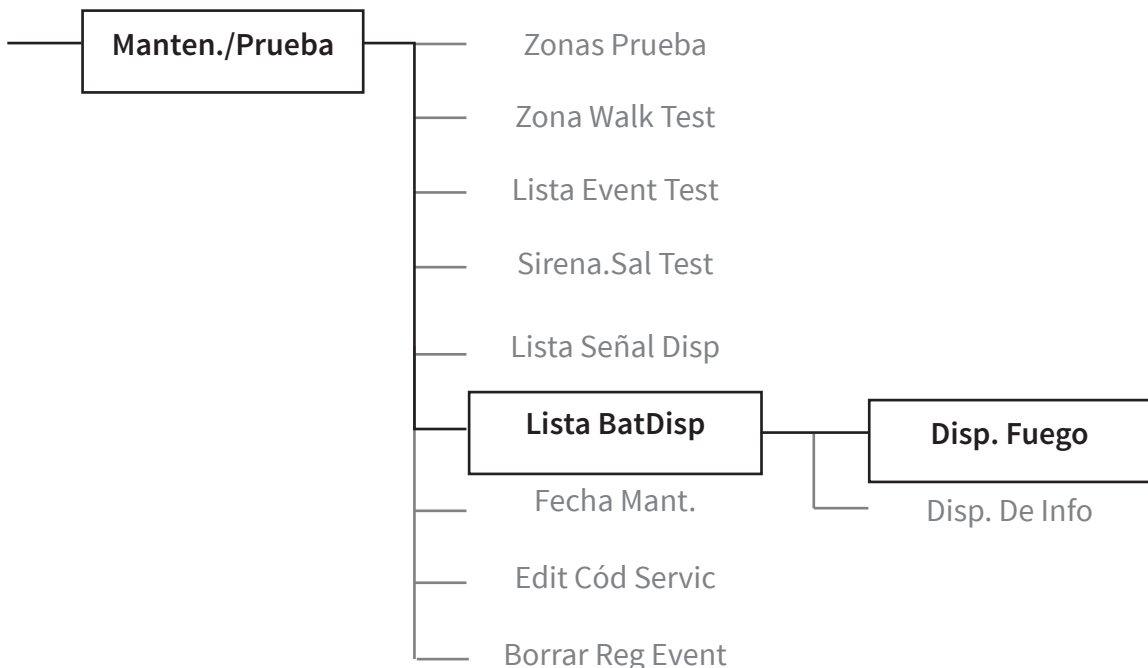 Manten./Prueba
Zonas Prueba
Zona Walk Test
Lista Event Test
Sirena.Sal Test
Lista Señal Disp
Lista BatDisp
Disp. Fuego
Fecha Mant.
Disp. De Info
Edit Cód Servic
Borrar Reg Event